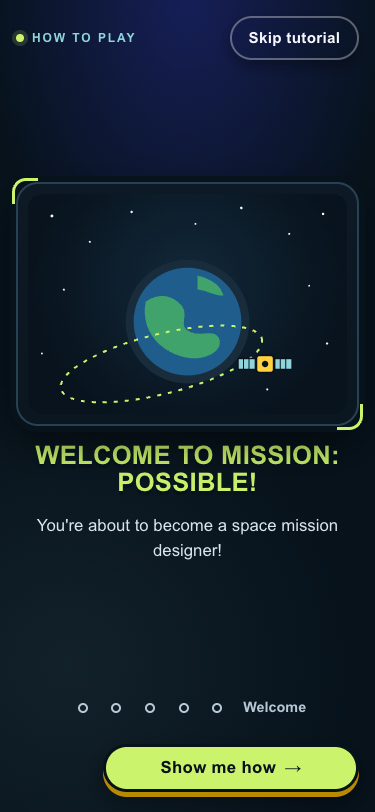 HOW TO PLAY
Skip tutorial
WELCOME TO MISSION:
POSSIBLE!
You're about to become a space mission
designer!
Welcome
Show me how →